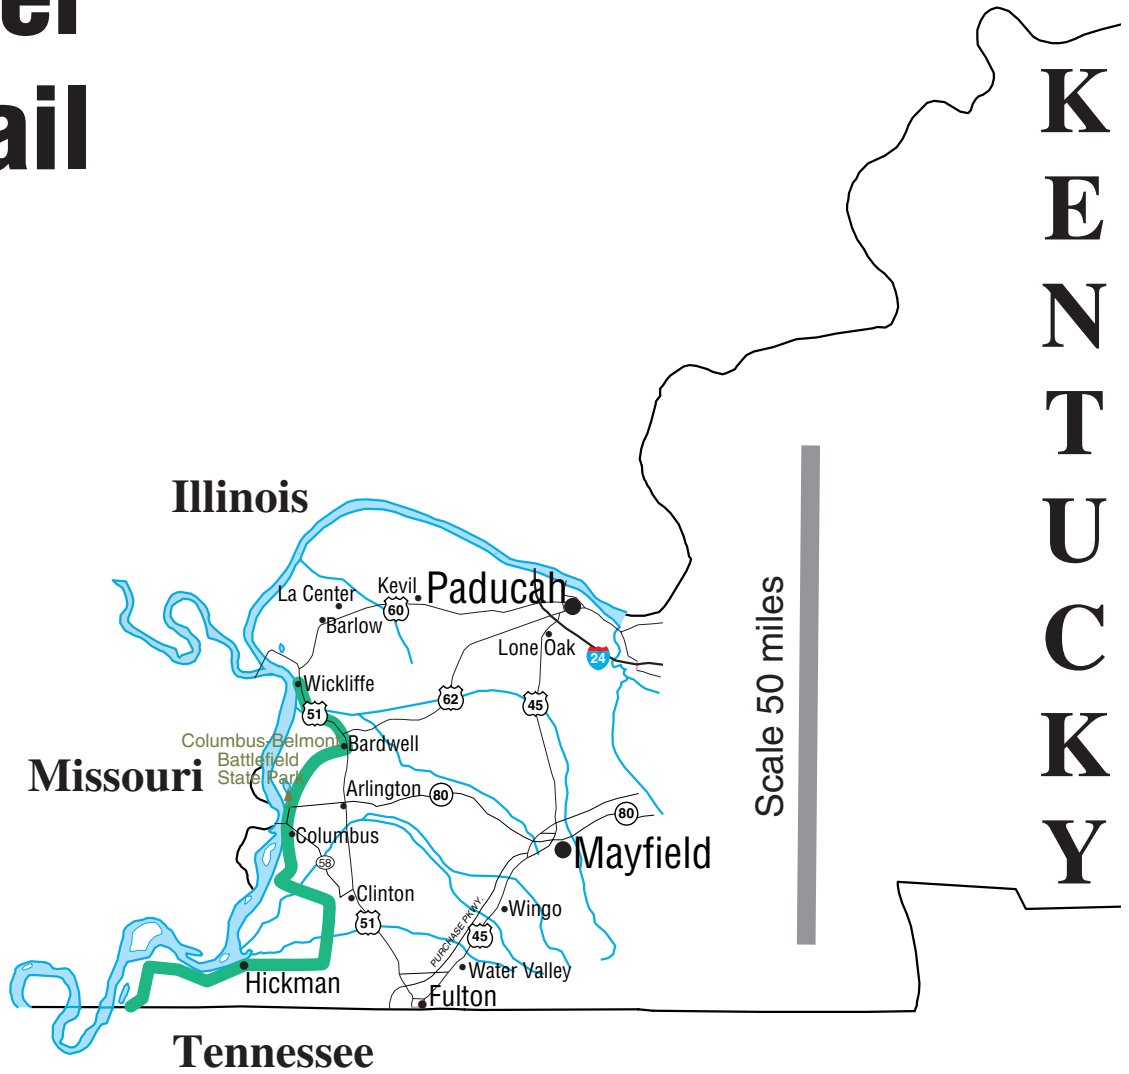 ail
K
E
N
T
U
C
K
Y
Illinois
La Center
Kevil
Paducah
60
Barlow
Lone Oak
24
Wickliffe
62
45
51
Columbus-Belmont
Battlefield
State Park
Bardwell
Missouri
Arlington
80
80
Columbus
58
Mayfield
Clinton
Wingo
51
PURCHASE PKWY.
45
Water Valley
Hickman
Fulton
Tennessee
Scale 50 miles